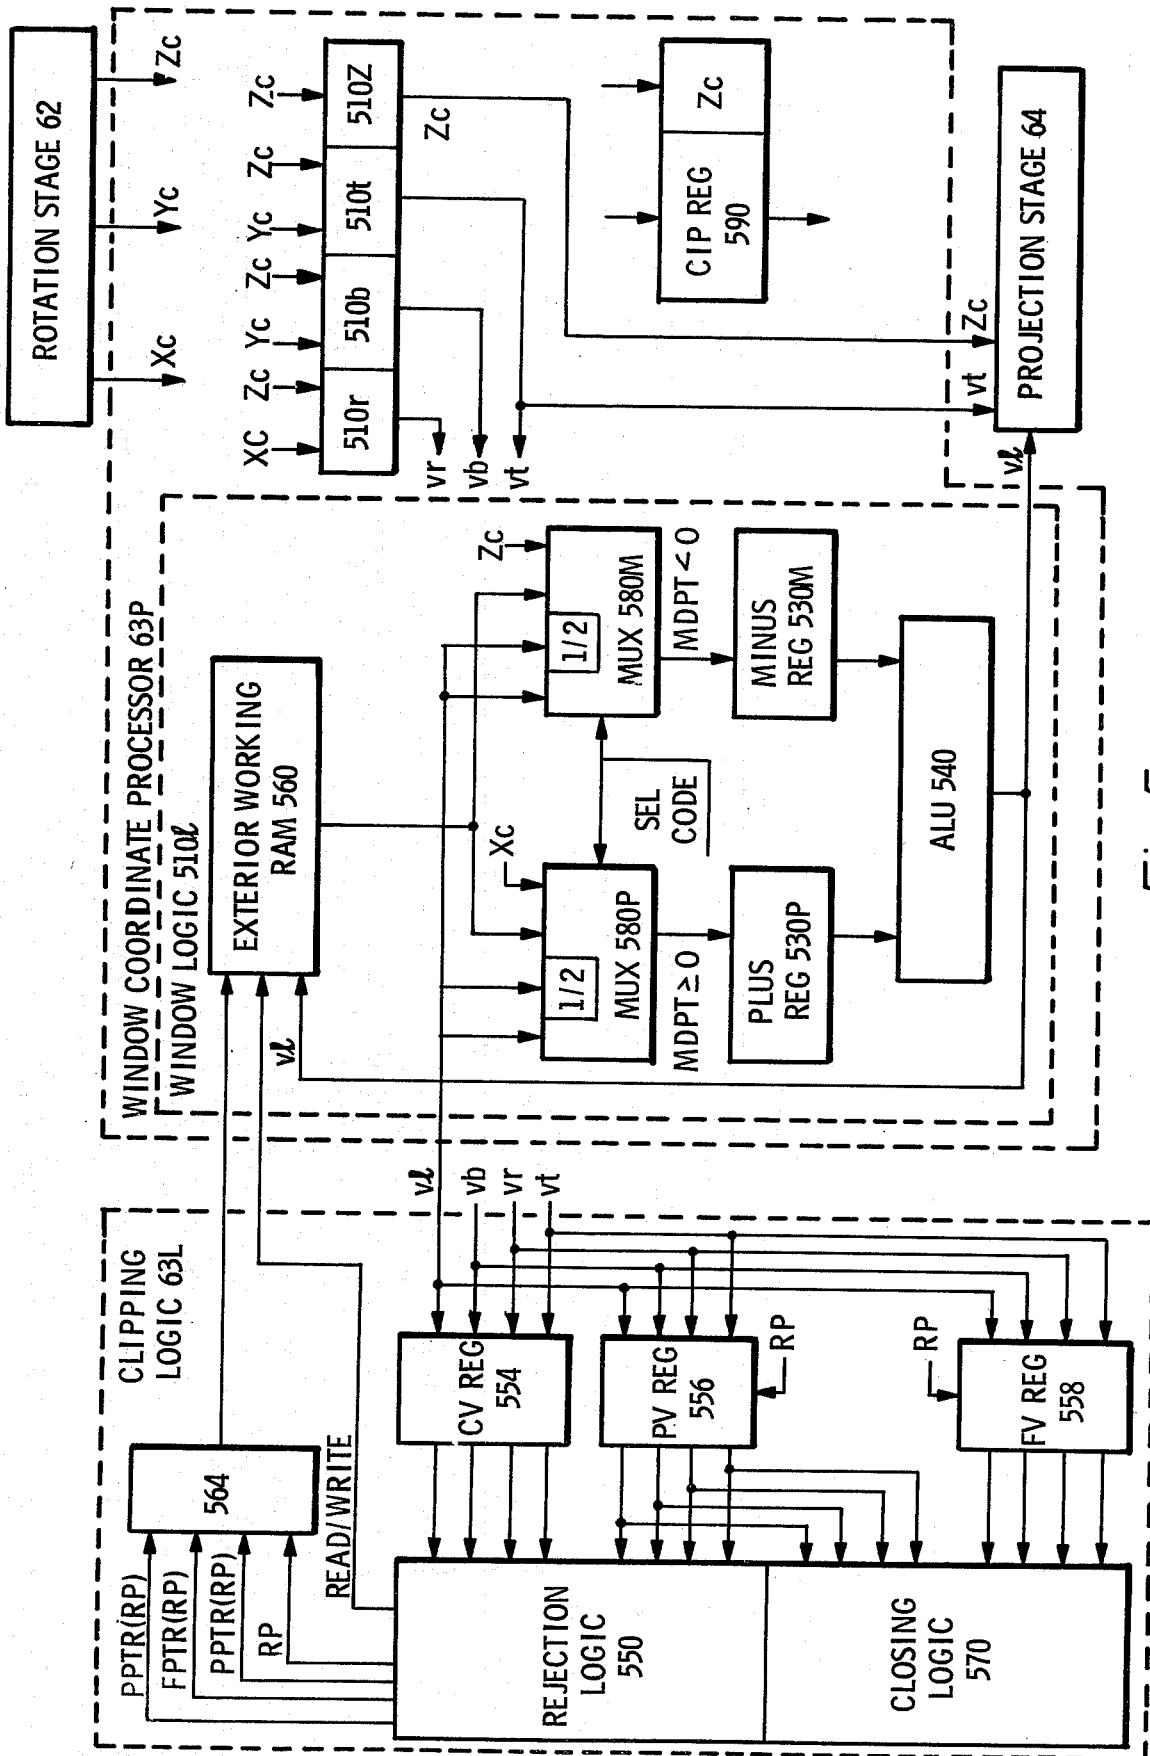 ROTATION STAGE 62
Xc
Yc
Zc
WINDOW COORDINATE PROCESSOR 63P
WINDOW LOGIC 510ℓ
EXTERIOR WORKING
RAM 560
XC
Zc
Yc
Zc
Yc
Zc
Zc
510r
510b
510t
510Z
vr
vb
vt
Zc
CIP REG
590
Zc
Xc
Zc
1/2
MUX 580P
SEL
CODE
1/2
MUX 580M
MDPT≥0
MDPT<0
PLUS
REG 530P
MINUS
REG 530M
ALU 540
vℓ
vℓ
vt
Zc
PROJECTION STAGE 64
CLIPPING
LOGIC 63L
564
PPTR(RP)
FPTR(RP)
PPTR(RP)
RP
READ/WRITE
vℓ
vb
vr
vt
CV REG
554
PV REG
556
RP
FV REG
558
RP
REJECTION
LOGIC
550
CLOSING
LOGIC
570